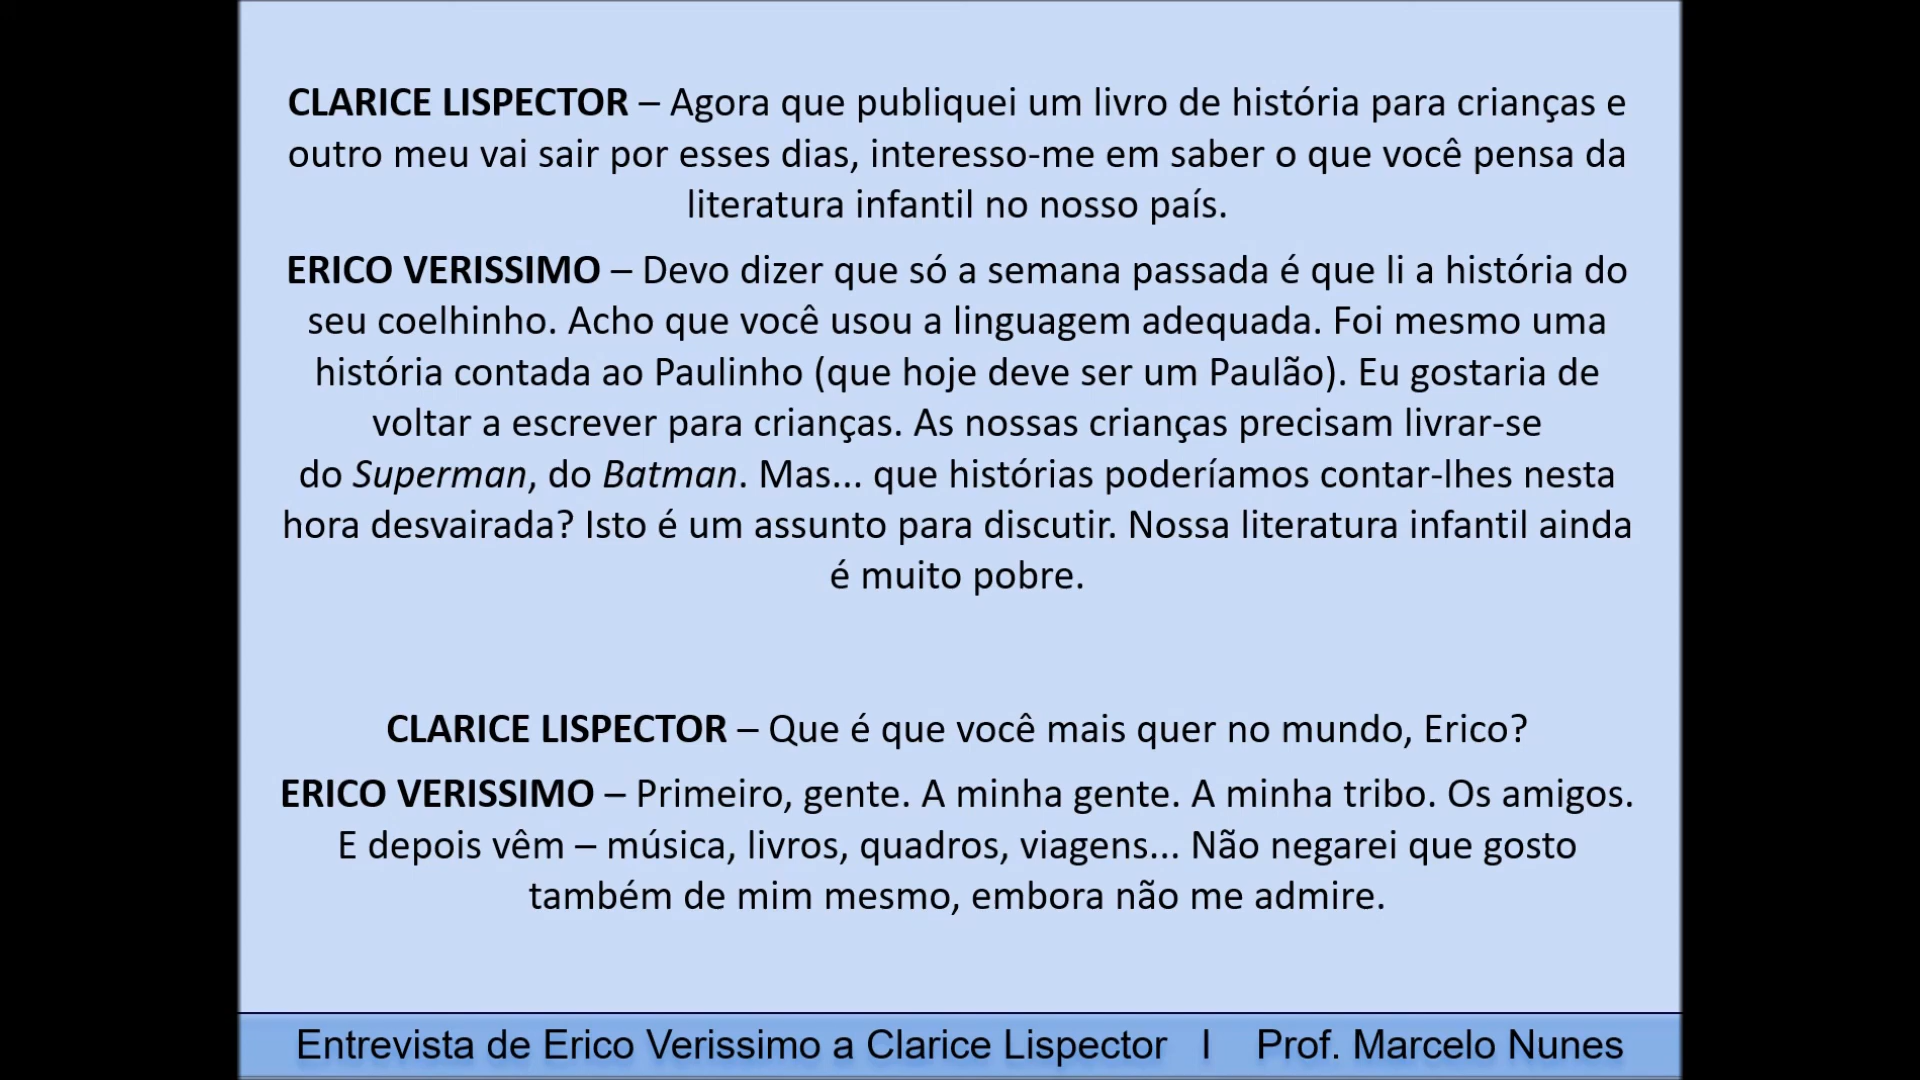 CLARICE LISPECTOR – Agora que publiquei um livro de história para crianças e
outro meu vai sair por esses dias, interesso-me em saber o que você pensa da
literatura infantil no nosso país.
ERICO VERISSIMO – Devo dizer que só a semana passada é que li a história do
seu coelhinho. Acho que você usou a linguagem adequada. Foi mesmo uma
história contada ao Paulinho (que hoje deve ser um Paulão). Eu gostaria de
voltar a escrever para crianças. As nossas crianças precisam livrar-se
do Superman, do Batman. Mas... que histórias poderíamos contar-lhes nesta
hora desvairada? Isto é um assunto para discutir. Nossa literatura infantil ainda
é muito pobre.
CLARICE LISPECTOR – Que é que você mais quer no mundo, Erico?
ERICO VERISSIMO – Primeiro, gente. A minha gente. A minha tribo. Os amigos.
E depois vêm – música, livros, quadros, viagens... Não negarei que gosto
também de mim mesmo, embora não me admire.
Entrevista de Erico Verissimo a Clarice Lispector I Prof. Marcelo Nunes